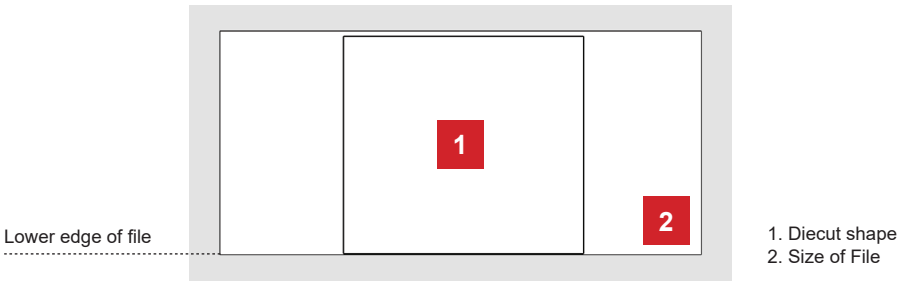 1
2
Lower edge of file
1. Diecut shape
2. Size of File